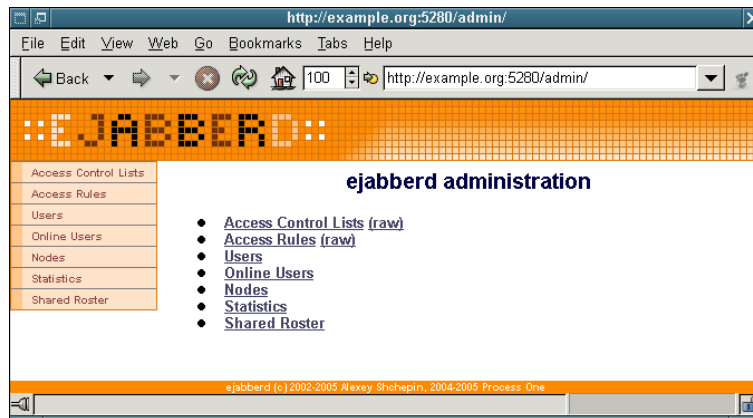 http://example.org:5280/admin/
File Edit View Web Go Bookmarks Tabs Help
Back 100 http://example.org:5280/admin/
::EJABBERD::
Access Control Lists
Access Rules
Users
Online Users
Nodes
Statistics
Shared Roster
ejabberd administration
Access Control Lists (raw)
Access Rules (raw)
Users
Online Users
Nodes
Statistics
Shared Roster
ejabberd (c) 2002-2005 Alexey Shchepin, 2004-2005 Process One